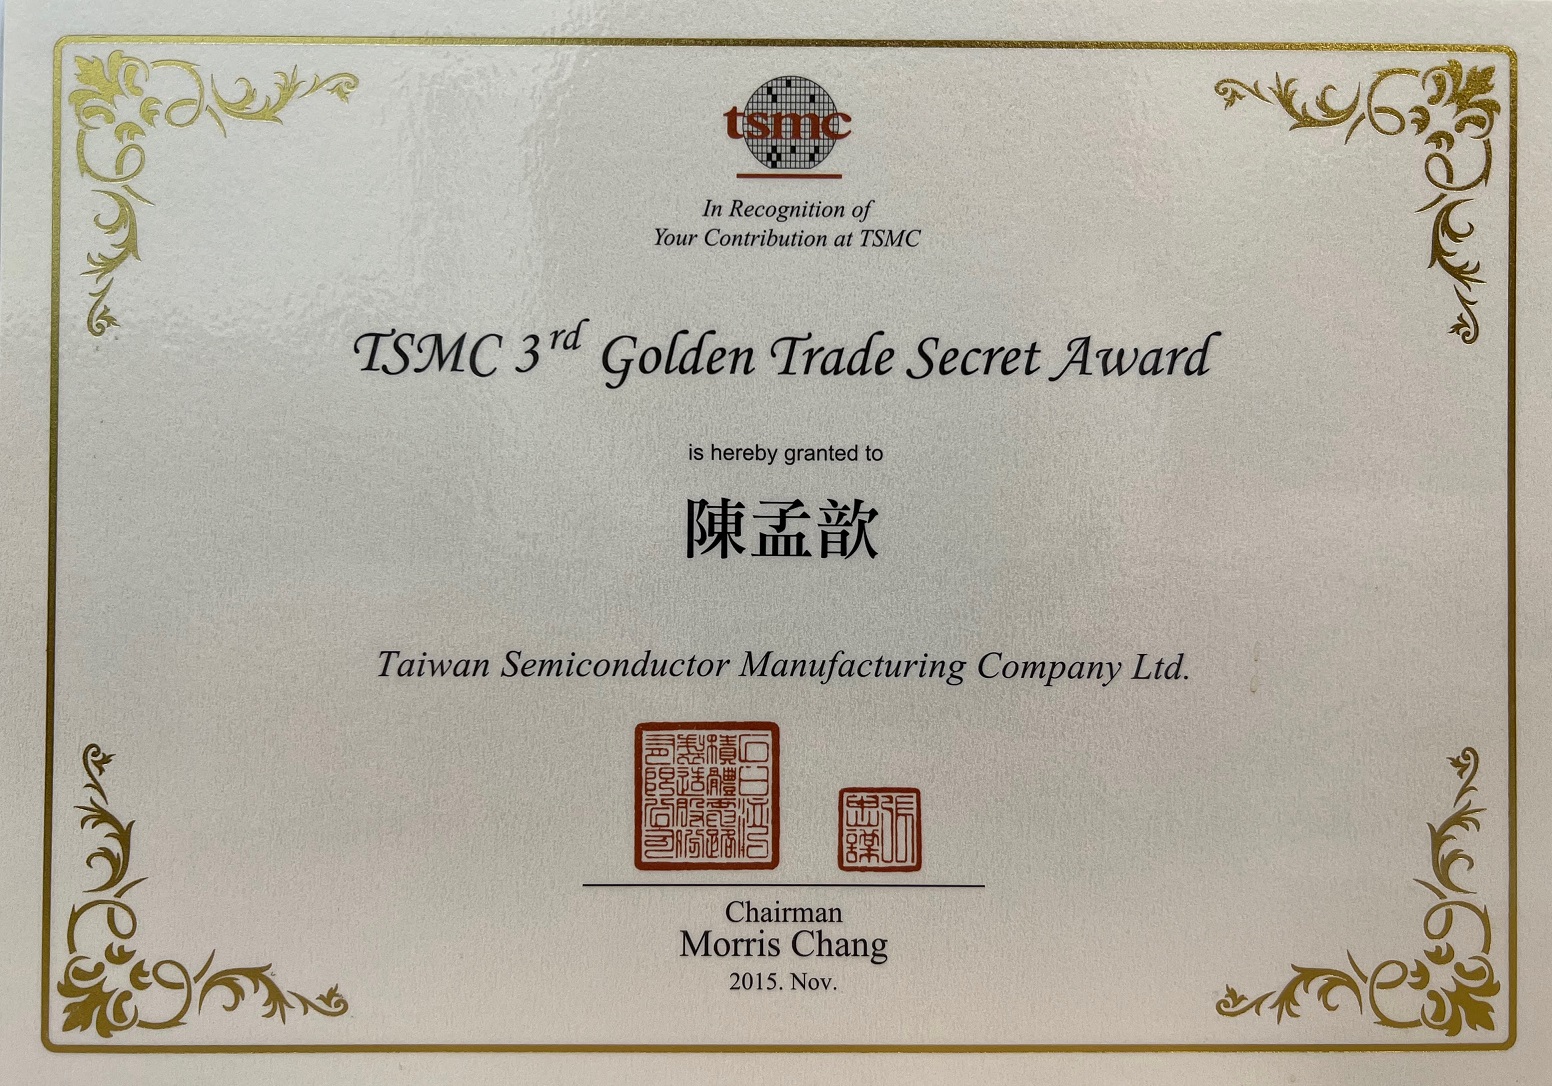 tsmc
In Recognition of
Your Contribution at TSMC
TSMC 3rd Golden Trade Secret Award
is hereby granted to
陳孟歆
Taiwan Semiconductor Manufacturing Company Ltd.
台灣積體電路製造股份有限公司
張忠謀
Chairman
Morris Chang
2015. Nov.